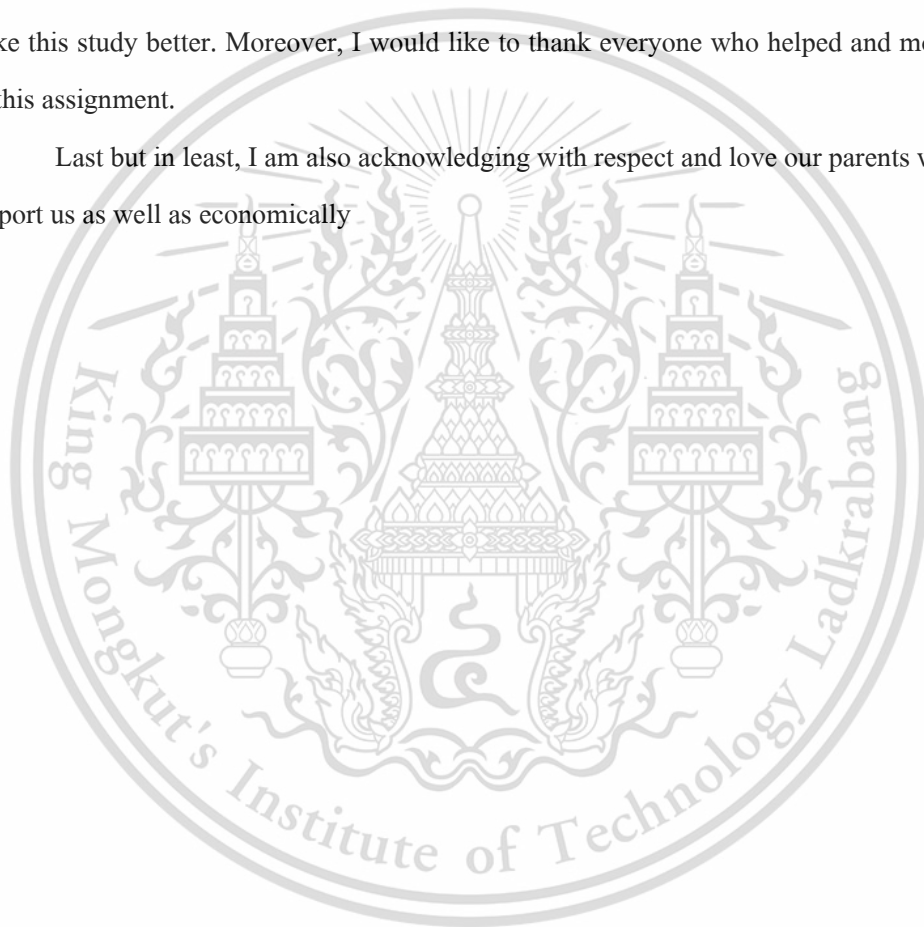 ke this study better. Moreover, I would like to thank everyone who helped and
this assignment.
Last but in least, I am also acknowledging with respect and love our parents
port us as well as economically
King Mongkut's Institute of Technology Ladkrabang